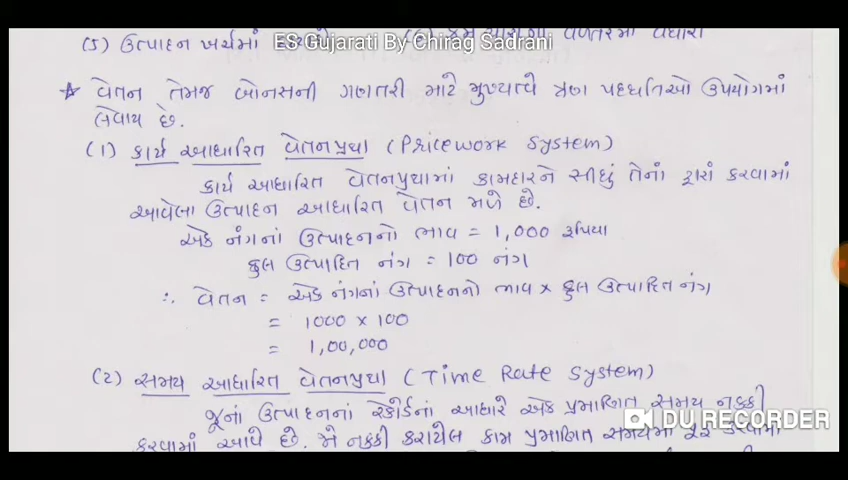 (5) ઉત્પાદન ખર્ચમાં
ES Gujarati By Chirag Sadrani
★ વેતન તેમજ બોનસની ગણતરી માટે મુખ્યત્વે ત્રણ પદ્ધતિઓ ઉપયોગમાં
લેવાય છે.
(1) કાર્ય આધારિત વેતનપ્રથા (Pricework System)
કાર્ય આધારિત વેતનપ્રથામાં કામદારને સીધું તેનાં દ્વારાં કરવામાં
આવેલા ઉત્પાદન આધારિત વેતન મળે છે.
એક નંગનાં ઉત્પાદનનો ભાવ = 1,000 રૂપિયા
કુલ ઉત્પાદિત નંગ = 100 નંગ
∴ વેતન = એક નંગનાં ઉત્પાદનનો ભાવ × કુલ ઉત્પાદિત નંગ
= 1000 × 100
= 1,00,000
(2) સમય આધારિત વેતનપ્રથા (Time Rate System)
જૂનાં ઉત્પાદનનાં રેકોર્ડનાં આધારે એક પ્રમાણિત સમય નક્કી
DU RECORDER
કરવામાં આવે છે. જે નક્કી કરાયેલ કામ પ્રમાણિત સમયમાં